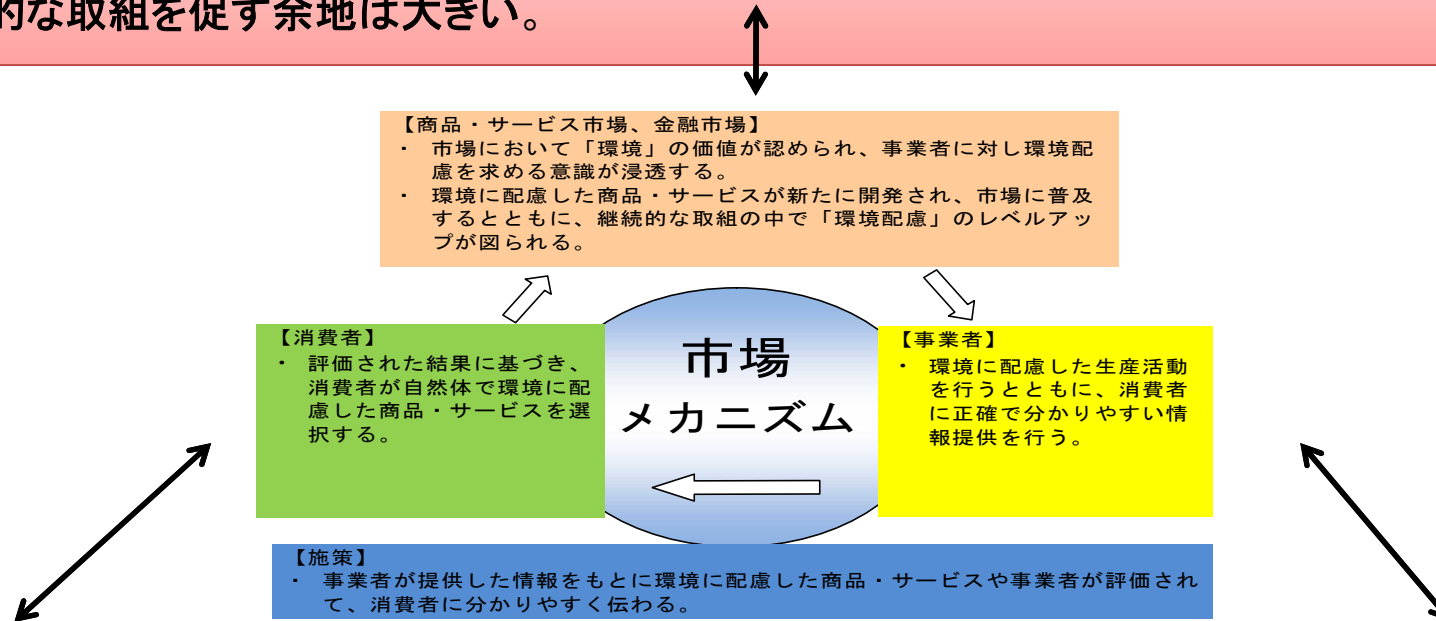 的な取組を促す余地は大きい。
【商品・サービス市場、金融市場】
・ 市場において「環境」の価値が認められ、事業者に対し環境配
慮を求める意識が浸透する。
・ 環境に配慮した商品・サービスが新たに開発され、市場に普及
するとともに、継続的な取組の中で「環境配慮」のレベルアッ
プが図られる。
【消費者】
・ 評価された結果に基づき、
消費者が自然体で環境に配
慮した商品・サービスを選
択する。
市場
メカニズム
【事業者】
・ 環境に配慮した生産活動
を行うとともに、消費者
に正確で分かりやすい情
報提供を行う。
【施策】
・ 事業者が提供した情報をもとに環境に配慮した商品・サービスや事業者が評価され
て、消費者に分かりやすく伝わる。